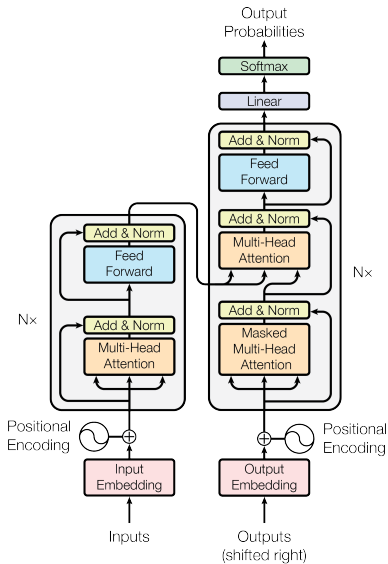 Output
Probabilities
Softmax
Linear
Add & Norm
Feed
Forward
Add & Norm
Multi-Head
Attention
Add & Norm
Masked
Multi-Head
Attention
N×
Add & Norm
Feed
Forward
N×
Add & Norm
Multi-Head
Attention
Positional
Encoding
Positional
Encoding
Input
Embedding
Output
Embedding
Inputs
Outputs
(shifted right)